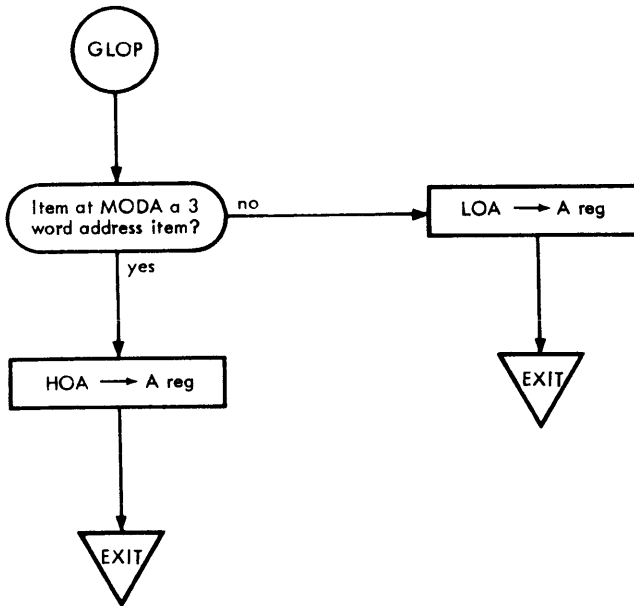 GLOP
Item at MODA a 3
word address item?
no
LOA → A reg
yes
HOA → A reg
EXIT
EXIT